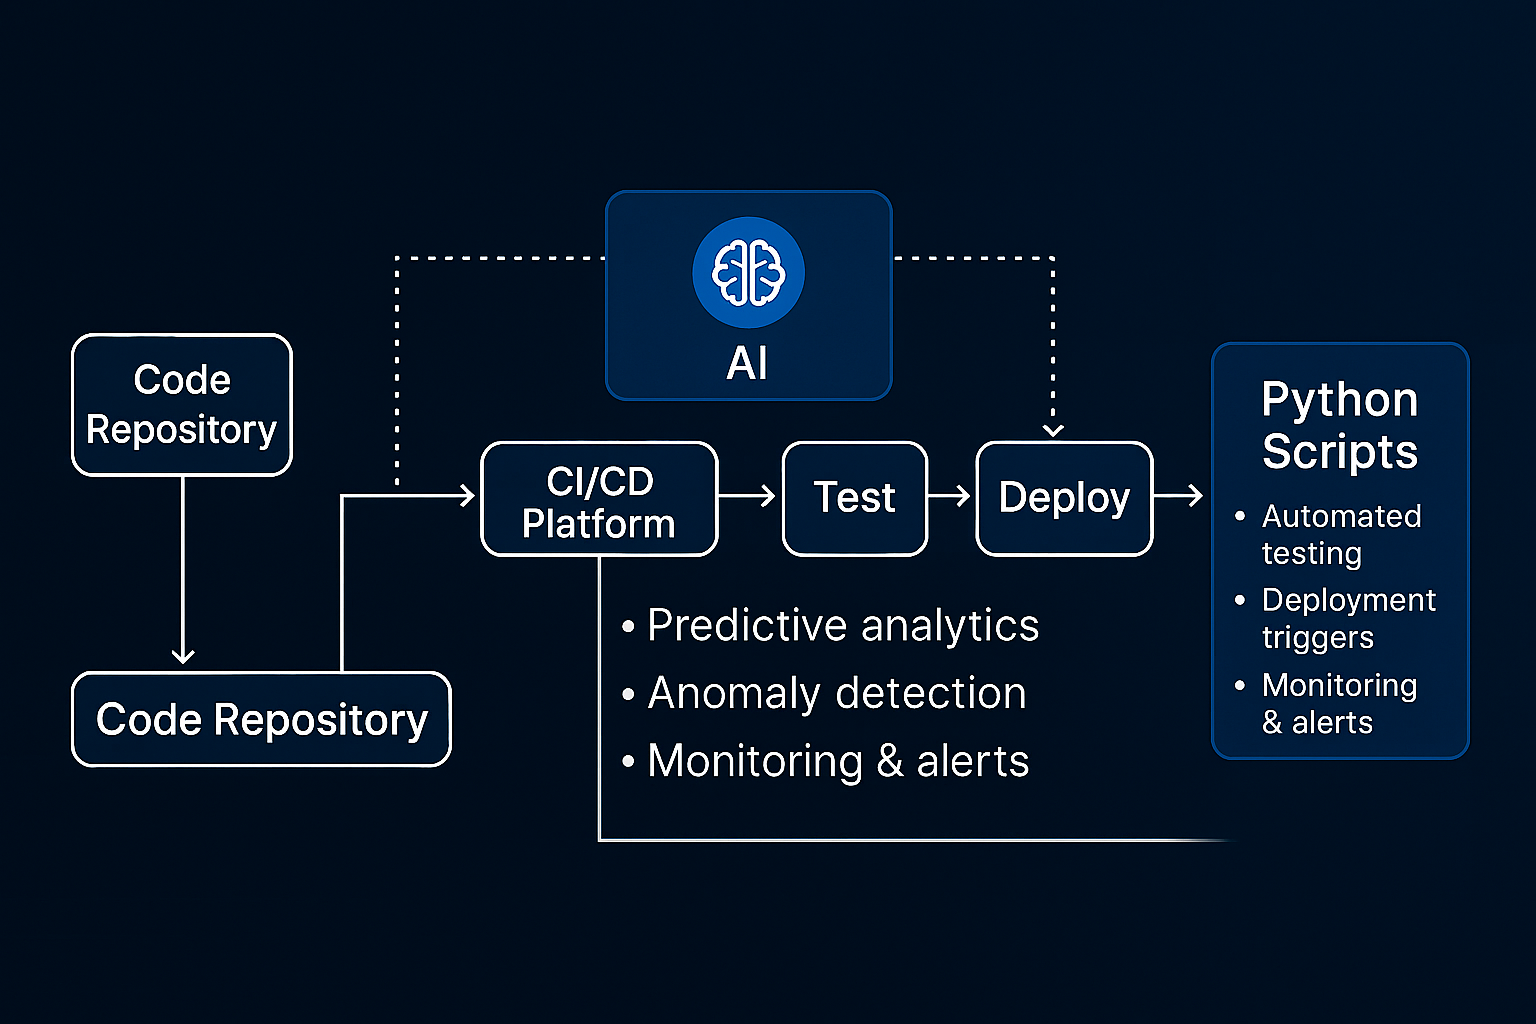 AI
Code
Repository
Code Repository
CI/CD
Platform
Test
Deploy
• Predictive analytics
• Anomaly detection
• Monitoring & alerts
Python
Scripts
• Automated
testing
• Deployment
triggers
• Monitoring
& alerts